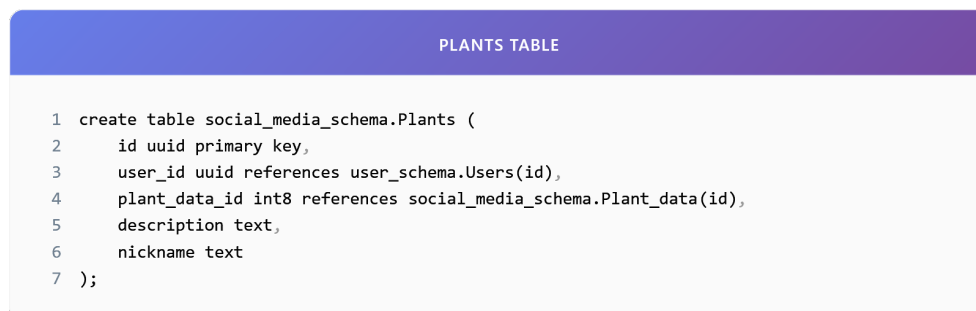 PLANTS TABLE
1 create table social_media_schema.Plants (
2     id uuid primary key,
3     user_id uuid references user_schema.Users(id),
4     plant_data_id int8 references social_media_schema.Plant_data(id),
5     description text,
6     nickname text
7 );